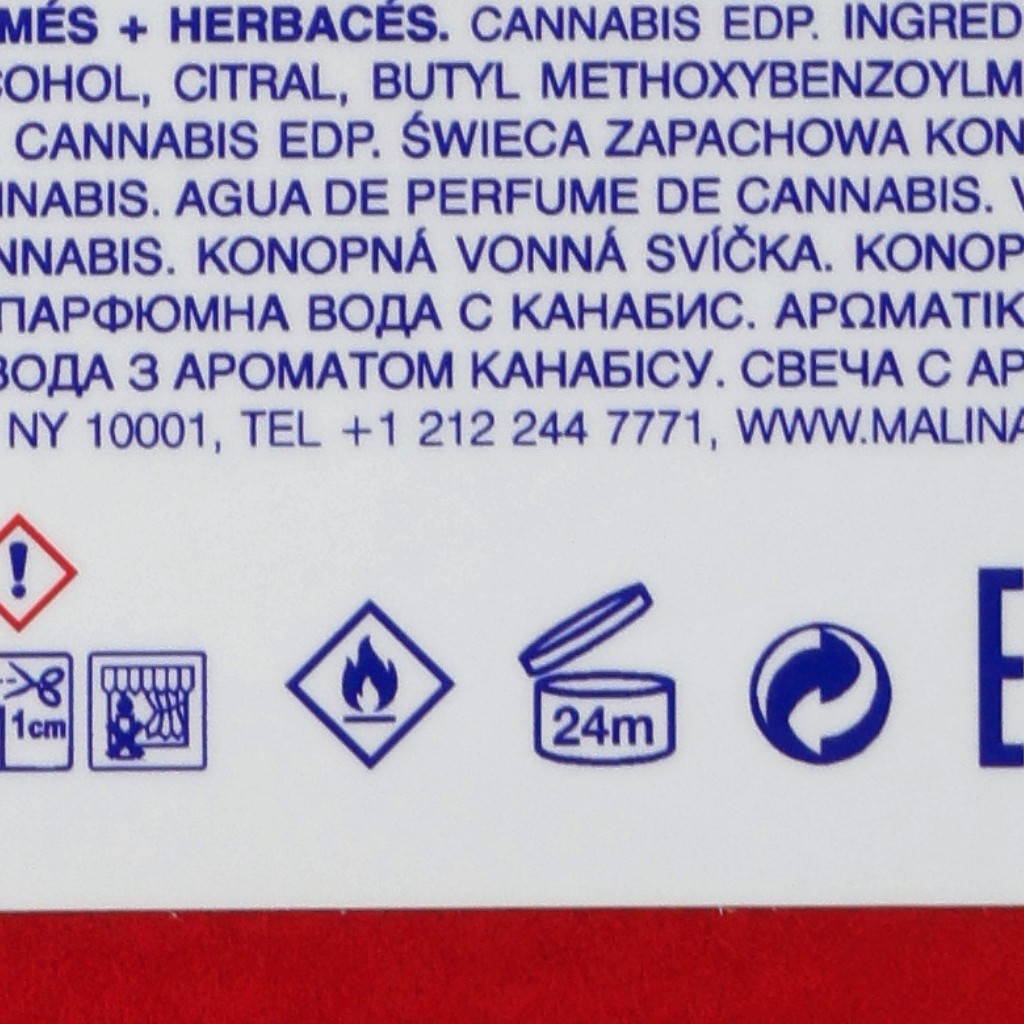 MÉS + HERBACÉS. CANNABIS EDP. INGRED
COHOL, CITRAL, BUTYL METHOXYBENZOYLM
CANNABIS EDP. ŚWIECA ZAPACHOWA KON
NNABIS. AGUA DE PERFUME DE CANNABIS. V
NNABIS. KONOPNÁ VONNÁ SVÍČKA. KONOP
ПАРФЮМНА ВОДА С КАНАБИС. ΑΡΩΜΑΤΙΚ
ВОДА З АРОМАТОМ КАНАБІСУ. СВЕЧА С АР
NY 10001, TEL +1 212 244 7771, WWW.MALINA
!
1cm
24m
E